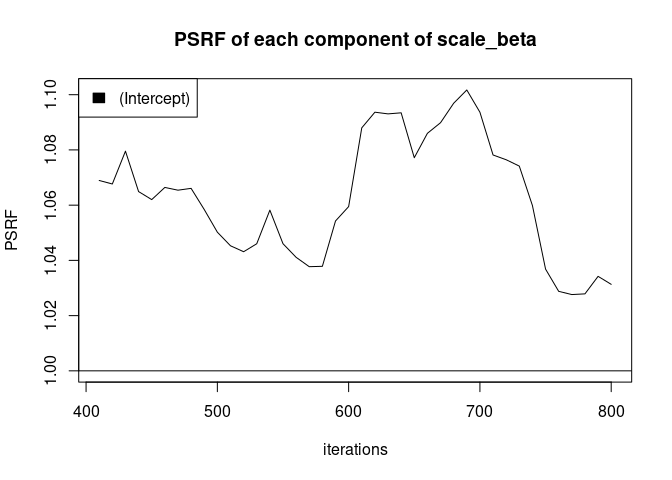 PSRF of each component of scale_beta
(Intercept)
PSRF
1.10
1.08
1.06
1.04
1.02
1.00
400 500 600 700 800
iterations